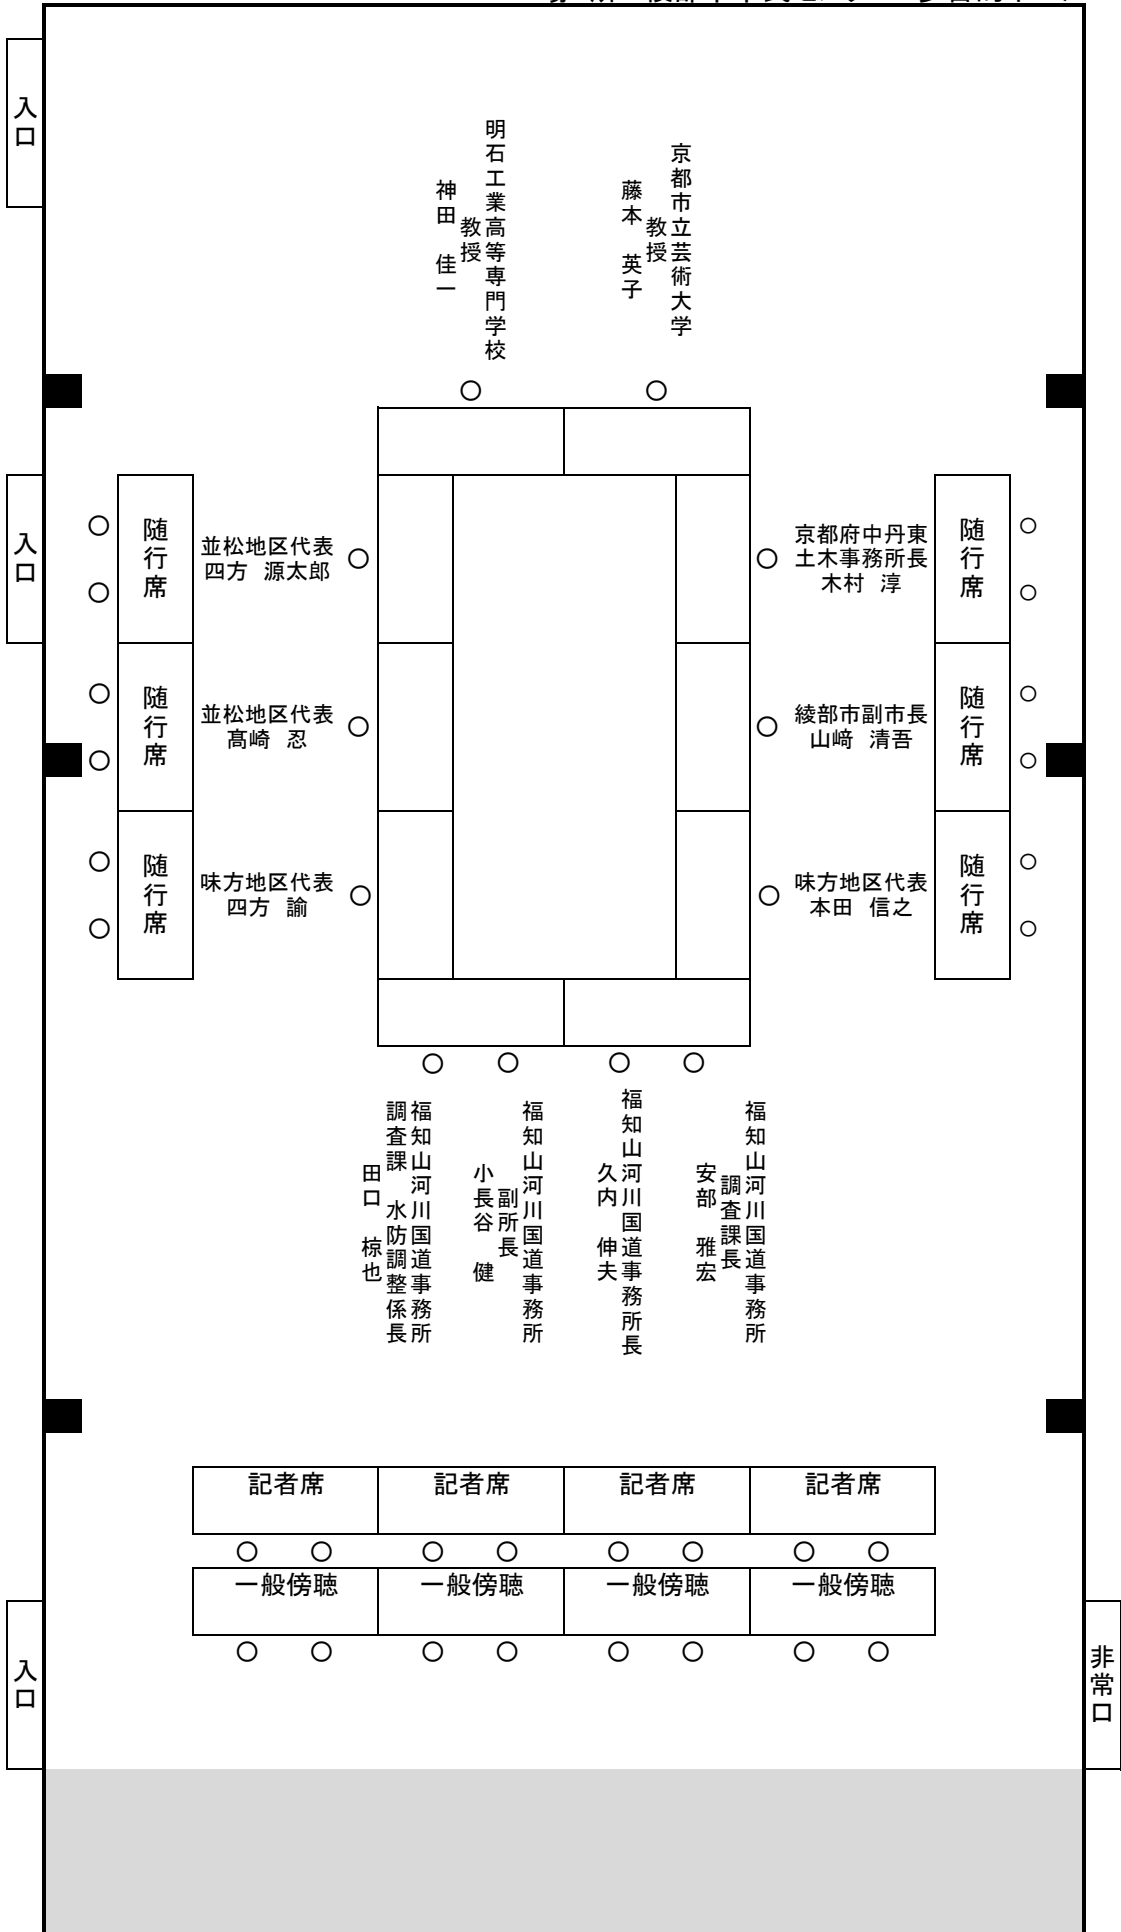 入口
明石工業高等専門学校
教授
神田 佳一
京都市立芸術大学
教授
藤本 英子
入口
随行席
並松地区代表
四方 源太郎
京都府中丹東
土木事務所長
木村 淳
随行席
随行席
並松地区代表
髙崎 忍
綾部市副市長
山﨑 清吾
随行席
随行席
味方地区代表
四方 諭
味方地区代表
本田 信之
随行席
福知山河川国道事務所
調査課 水防調整係長
田口 椋也
福知山河川国道事務所
副所長
小長谷 健
福知山河川国道事務所長
久内 伸夫
福知山河川国道事務所
調査課長
安部 雅宏
記者席 記者席 記者席 記者席
一般傍聴 一般傍聴 一般傍聴 一般傍聴
入口
非常口